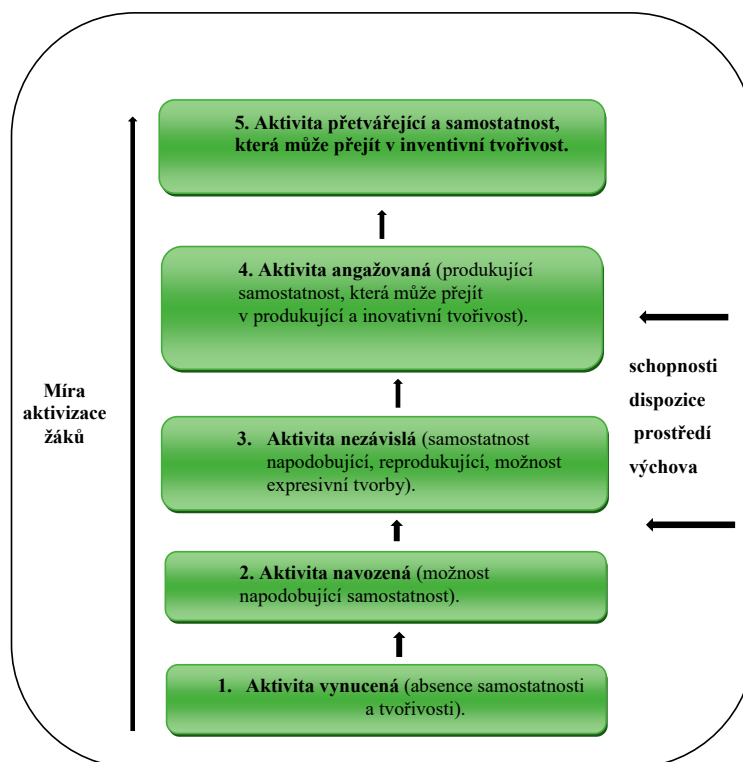 5. Aktivita přetvářející a samostatnost,
která může přejít v inventivní tvořivost.
4. Aktivita angažovaná (produkující
samostatnost, která může přejít
v produkující a inovativní tvořivost).
Míra
aktivizace
žáků
schopnosti
dispozice
prostředí
výchova
3. Aktivita nezávislá (samostatnost
napodobující, reprodukující, možnost
expresivní tvorby).
2. Aktivita navozená (možnost
napodobující samostatnost).
1. Aktivita vynucená (absence samostatnosti
a tvořivosti).